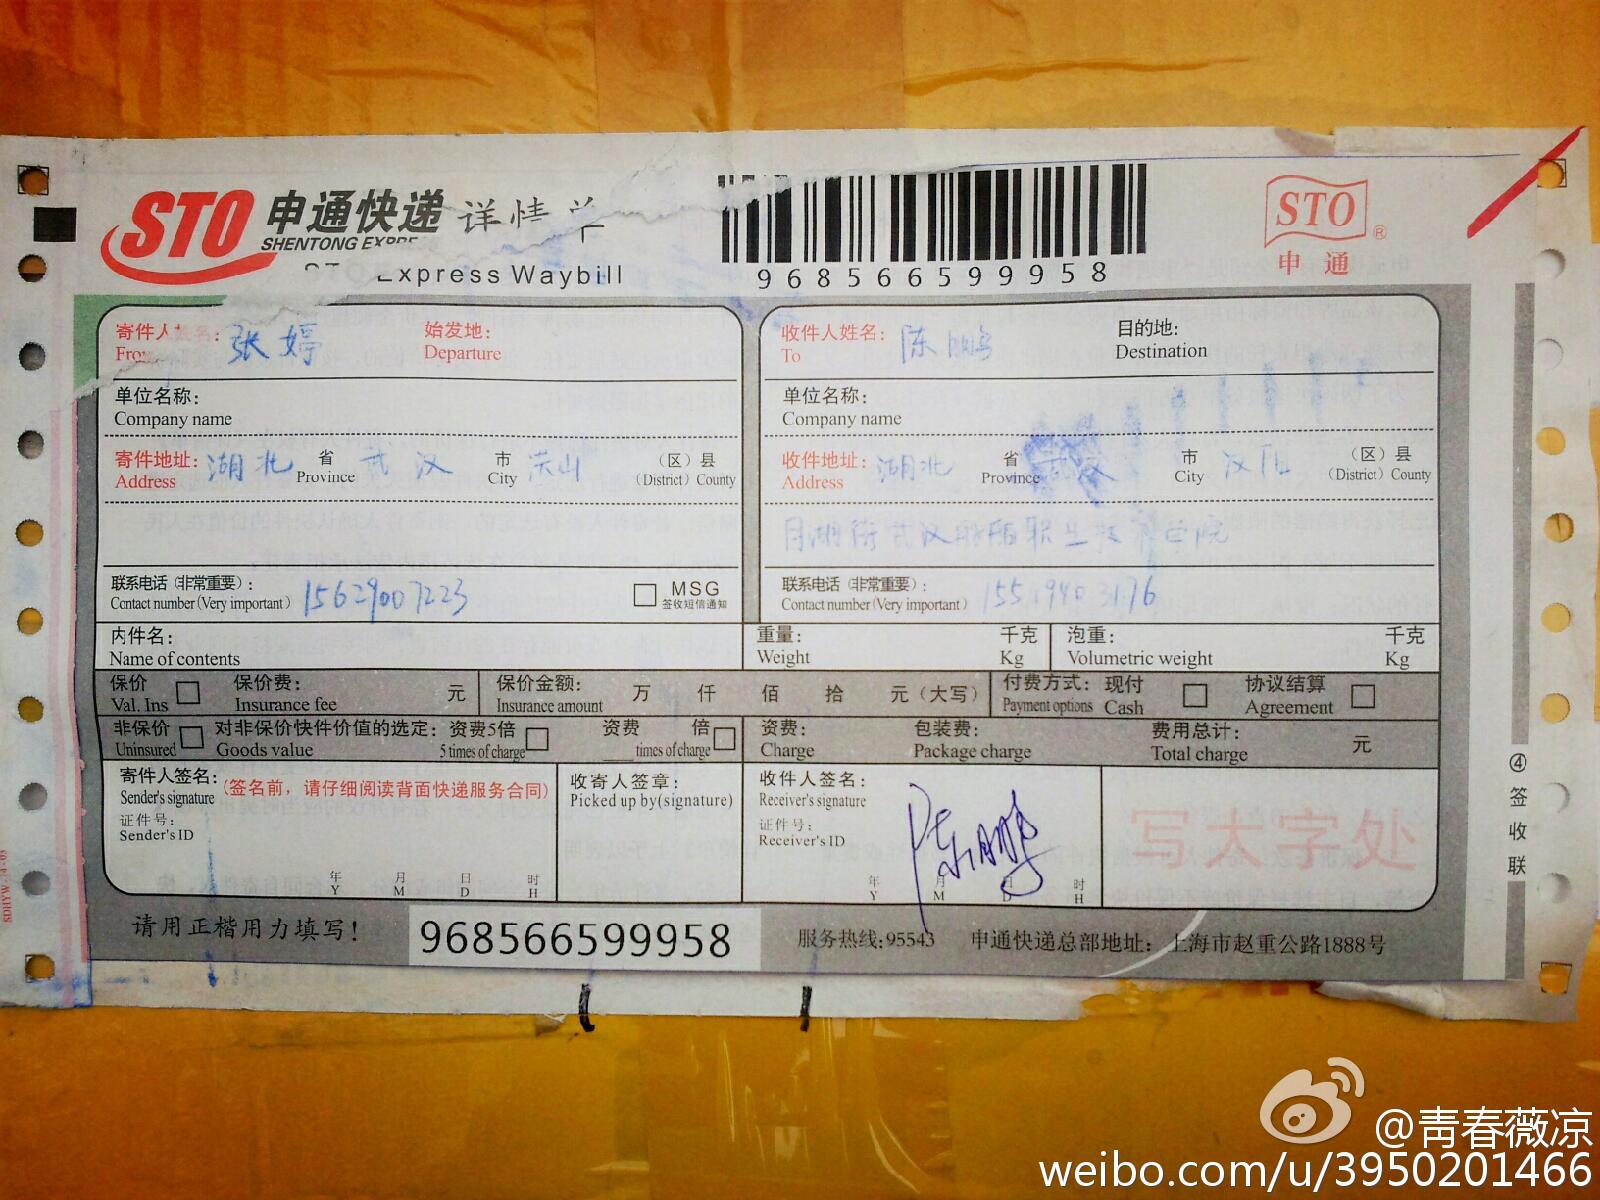 STO 申通快递 详情单
SHENTONG EXPRE
Express Waybill
968566599958
STO ®
申通
寄件人 名: 张婷 始发地:
From Departure
单位名称:
Company name
寄件地址: 湖北 省 武汉 市 洪山 (区)县
Address Province City (District) County
联系电话 (非常重要):
Contact number (Very important) 15629007223
MSG
签收短信通知
收件人姓名: 陈鹏 目的地:
To Destination
单位名称:
Company name
收件地址: 湖北 省 汉 市 汉阳 (区)县
Address Province City (District) County
月湖街武汉船舶职业技术学院
联系电话 (非常重要):
Contact number (Very important)
内件名:
Name of contents
重量: 千克
Weight Kg
泡重: 千克
Volumetric weight Kg
保价 保价费: 元
Val. Ins Insurance fee
保价金额: 万 仟 佰 拾 元(大写)
Insurance amount
付费方式: 现付 协议结算
Payment options Cash Agreement
非保价 对非保价快件价值的选定: 资费5倍 资费 倍
Uninsured Goods value 5 times of charge ___times of charge
资费: 包装费: 费用总计: 元
Charge Package charge Total charge
寄件人签名: (签名前，请仔细阅读背面快递服务合同)
Sender's signature
证件号:
Sender's ID
年 月 日 时
Y M D H
收寄人签章:
Picked up by(signature)
收件人签名:
Receiver's signature
陈鹏
证件号:
Receiver's ID
年 月 日 时
Y M D H
写大字处
④签收联
请用正楷用力填写!
968566599958
服务热线:95543 申通快递总部地址: 上海市赵重公路1888号
@青春薇凉
weibo.com/u/3950201466